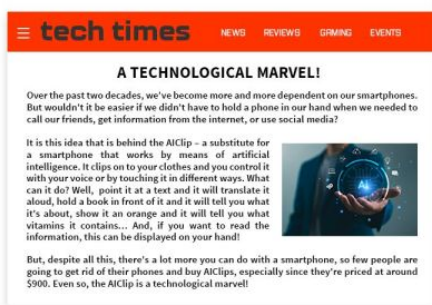 tech times
NEWS REVIEWS GAMING EVENTS
A TECHNOLOGICAL MARVEL!
Over the past two decades, we've become more and more dependent on our smartphones.
But wouldn't it be easier if we didn't have to hold a phone in our hand when we needed to
call our friends, get information from the internet, or use social media?
It is this idea that is behind the AIClip – a substitute for
a smartphone that works by means of artificial
intelligence. It clips on to your clothes and you control it
with your voice or by touching it in different ways. What
can it do? Well, point it at a text and it will translate it
aloud, hold a book in front of it and it will tell you what
it's about, show it an orange and it will tell you what
vitamins it contains... And, if you want to read the
information, this can be displayed on your hand!
AI
But, despite all this, there's a lot more you can do with a smartphone, so few people are
going to get rid of their phones and buy AIClips, especially since they're priced at around
$900. Even so, the AIClip is a technological marvel!